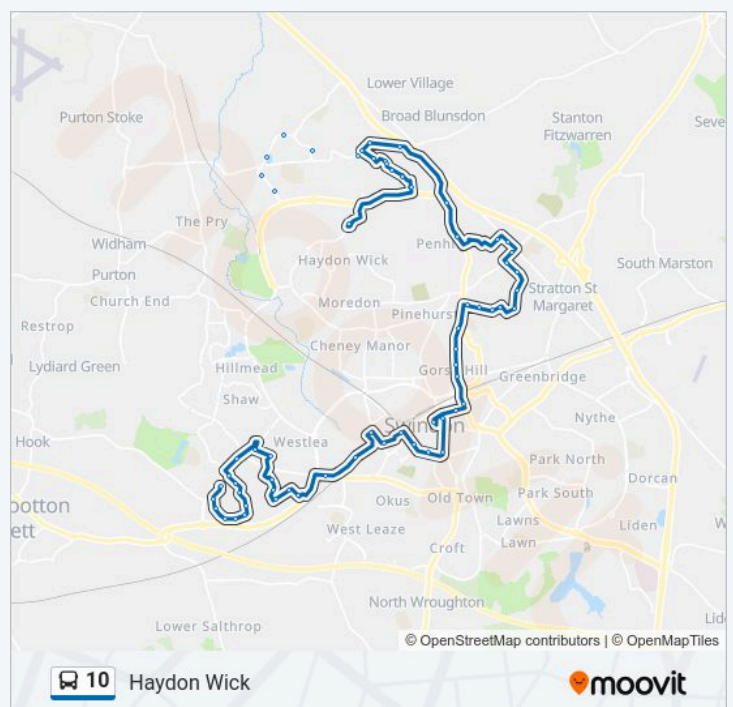 Lower Village
Broad Blunsdon
Purton Stoke
Stanton
Fitzwarren
Seve
The Pry
Widham
Penh
Haydon Wick
Purton
South Marston
Church End
Moredon
Stratton St
Margaret
Pinehurst
Restrop
Cheney Manor
Lydiard Green
Hillmead
Gorse Hill
Greenbridge
Shaw
Nythe
Swindon
Hook
Westlea
Park North
Dorcan
ootton
ett
Okus
Old Town
Park South
West Leaze
Lawns
Liden
Lawn
Croft
North Wroughton
Lower Salthrop
Lide
© OpenStreetMap contributors | © OpenMapTiles
10 Haydon Wick
moovit